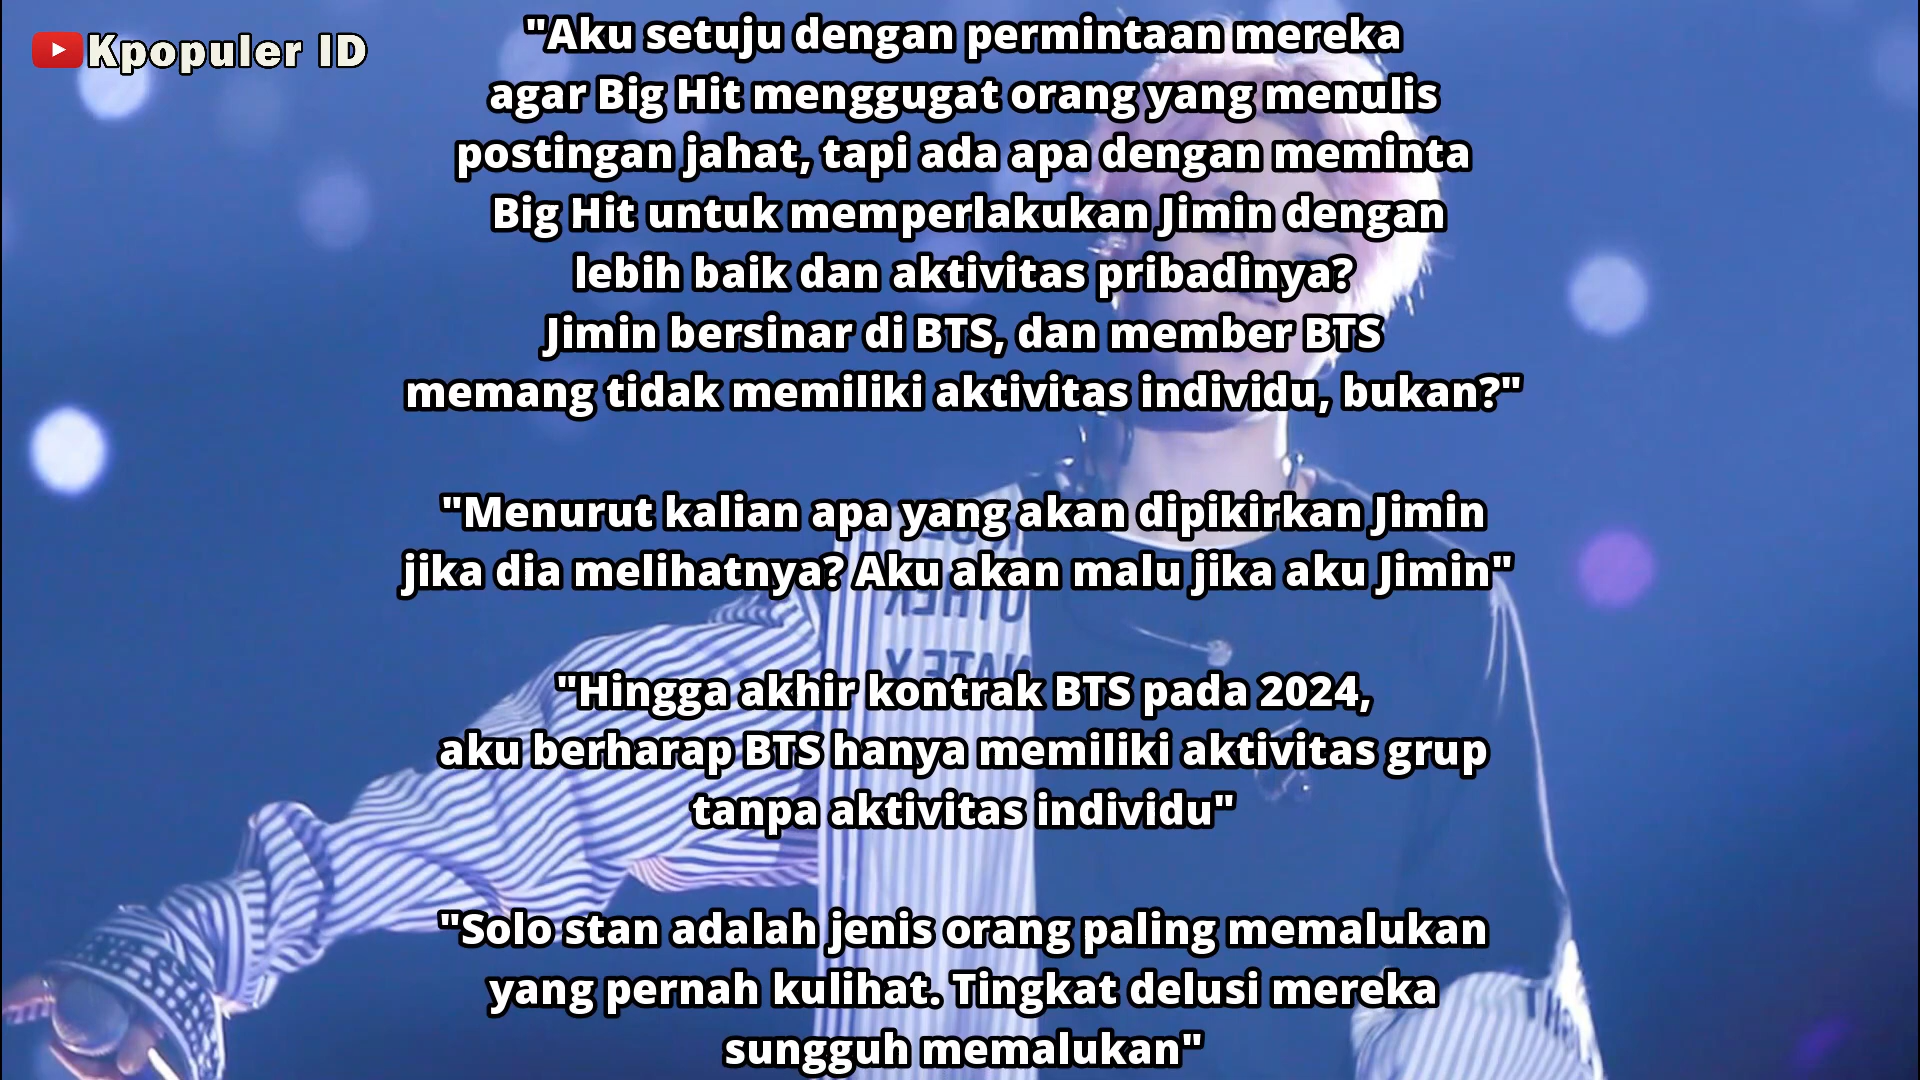 Kpopuler ID
"Aku setuju dengan permintaan mereka
agar Big Hit menggugat orang yang menulis
postingan jahat, tapi ada apa dengan meminta
Big Hit untuk memperlakukan Jimin dengan
lebih baik dan aktivitas pribadinya?
Jimin bersinar di BTS, dan member BTS
memang tidak memiliki aktivitas individu, bukan?"
"Menurut kalian apa yang akan dipikirkan Jimin
jika dia melihatnya? Aku akan malu jika aku Jimin"
"Hingga akhir kontrak BTS pada 2024,
aku berharap BTS hanya memiliki aktivitas grup
tanpa aktivitas individu"
"Solo stan adalah jenis orang paling memalukan
yang pernah kulihat. Tingkat delusi mereka
sungguh memalukan"